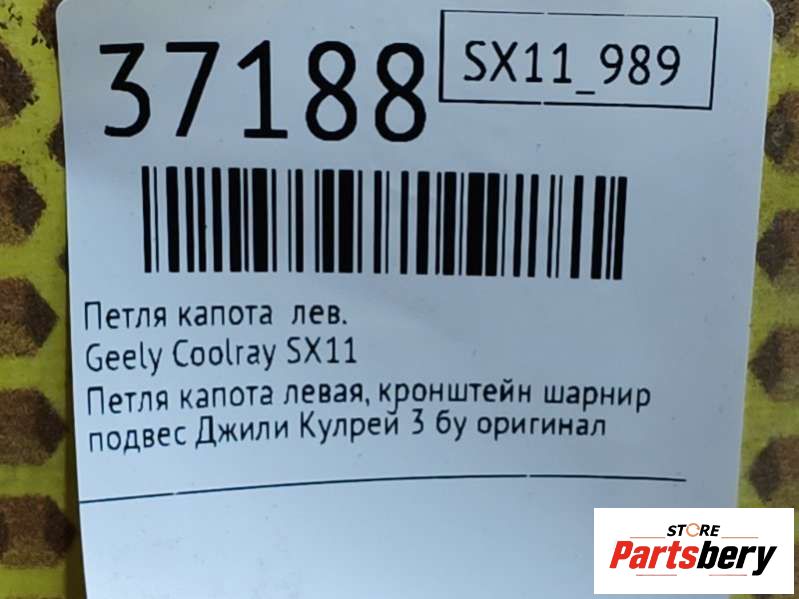 37188
SX11_989
Петля капота лев.
Geely Coolray SX11
Петля капота левая, кронштейн шарнир
подвес Джили Кулрей 3 бу оригинал
STORE
Partsbery